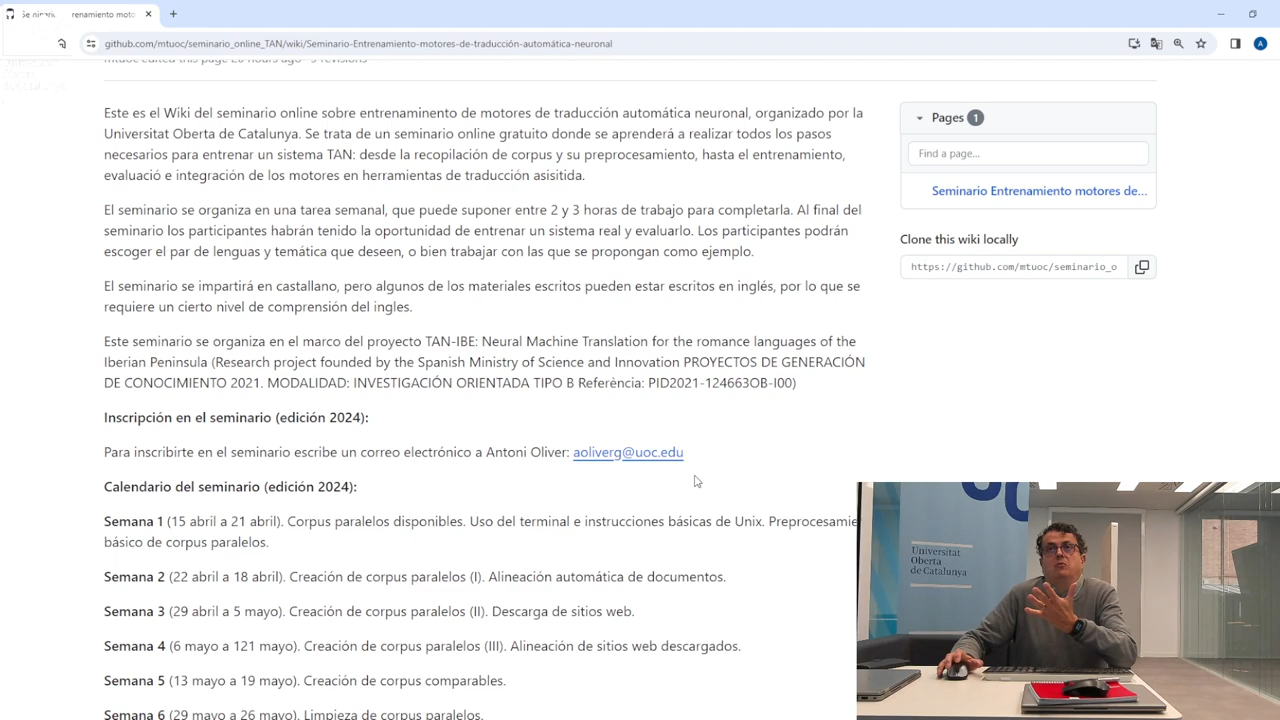 Se
renamiento moto
github.com/mtuoc/seminario_online_TAN/wiki/Seminario-Entrenamiento-motores-de-traducción-automática-neuronal
A
mtuoc edited this page 20 hours ago · 9 revisions
Este es el Wiki del seminario online sobre entrenaminento de motores de traducción automática neuronal, organizado por la
Universitat Oberta de Catalunya. Se trata de un seminario online gratuito donde se aprenderá a realizar todos los pasos
necesarios para entrenar un sistema TAN: desde la recopilación de corpus y su preprocesamiento, hasta el entrenamiento,
evaluació e integración de los motores en herramientas de traducción asisitida.
El seminario se organiza en una tarea semanal, que puede suponer entre 2 y 3 horas de trabajo para completarla. Al final del
seminario los participantes habrán tenido la oportunidad de entrenar un sistema real y evaluarlo. Los participantes podrán
escoger el par de lenguas y temática que deseen, o bien trabajar con las que se propongan como ejemplo.
El seminario se impartirá en castallano, pero algunos de los materiales escritos pueden estar escritos en inglés, por lo que se
requiere un cierto nivel de comprensión del ingles.
Este seminario se organiza en el marco del proyecto TAN-IBE: Neural Machine Translation for the romance languages of the
Iberian Peninsula (Research project founded by the Spanish Ministry of Science and Innovation PROYECTOS DE GENERACIÓN
DE CONOCIMIENTO 2021. MODALIDAD: INVESTIGACIÓN ORIENTADA TIPO B Referència: PID2021-124663OB-I00)
Inscripción en el seminario (edición 2024):
Para inscribirte en el seminario escribe un correo electrónico a Antoni Oliver: aoliverg@uoc.edu
Calendario del seminario (edición 2024):
Semana 1 (15 abril a 21 abril). Corpus paralelos disponibles. Uso del terminal e instrucciones básicas de Unix. Preprocesamie
básico de corpus paralelos.
Semana 2 (22 abril a 18 abril). Creación de corpus paralelos (I). Alineación automática de documentos.
Semana 3 (29 abril a 5 mayo). Creación de corpus paralelos (II). Descarga de sitios web.
Semana 4 (6 mayo a 121 mayo). Creación de corpus paralelos (III). Alineación de sitios web descargados.
Semana 5 (13 mayo a 19 mayo). Creación de corpus comparables.
Semana 6 (29 mayo a 26 mayo). Limpieza de corpus paralelos.
Pages 1
Find a page...
Seminario Entrenamiento motores de...
Clone this wiki locally
https://github.com/mtuoc/seminario_o
Universitat
Oberta
de Catalunya